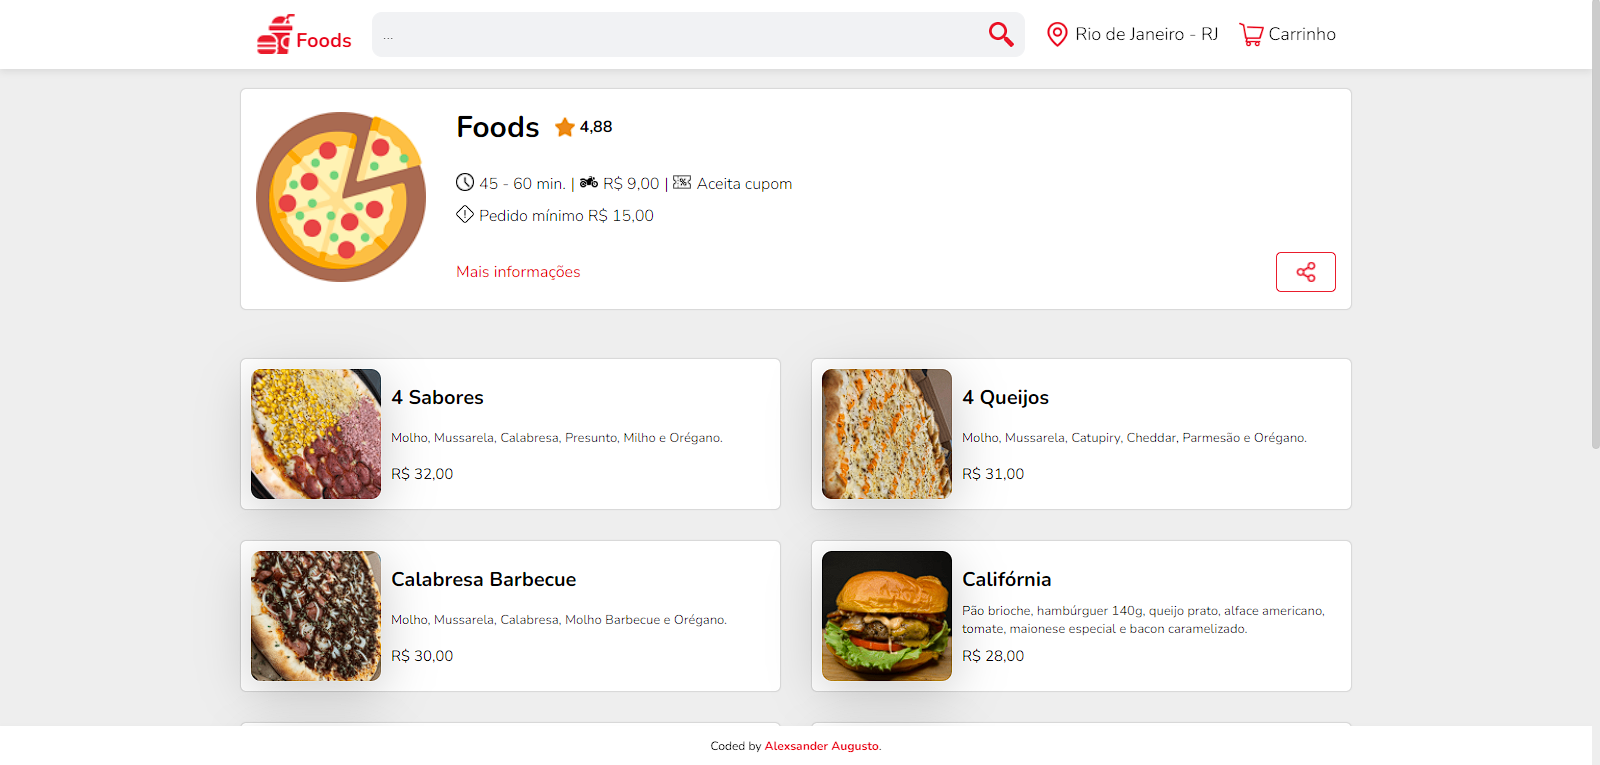 Foods
...
Rio de Janeiro - RJ
Carrinho
Foods 4,88
45 - 60 min. | R$ 9,00 | % Aceita cupom
! Pedido mínimo R$ 15,00
Mais informações
4 Sabores
Molho, Mussarela, Calabresa, Presunto, Milho e Orégano.
R$ 32,00
4 Queijos
Molho, Mussarela, Catupiry, Cheddar, Parmesão e Orégano.
R$ 31,00
Calabresa Barbecue
Molho, Mussarela, Calabresa, Molho Barbecue e Orégano.
R$ 30,00
Califórnia
Pão brioche, hambúrguer 140g, queijo prato, alface americano,
tomate, maionese especial e bacon caramelizado.
R$ 28,00
Coded by Alexsander Augusto.